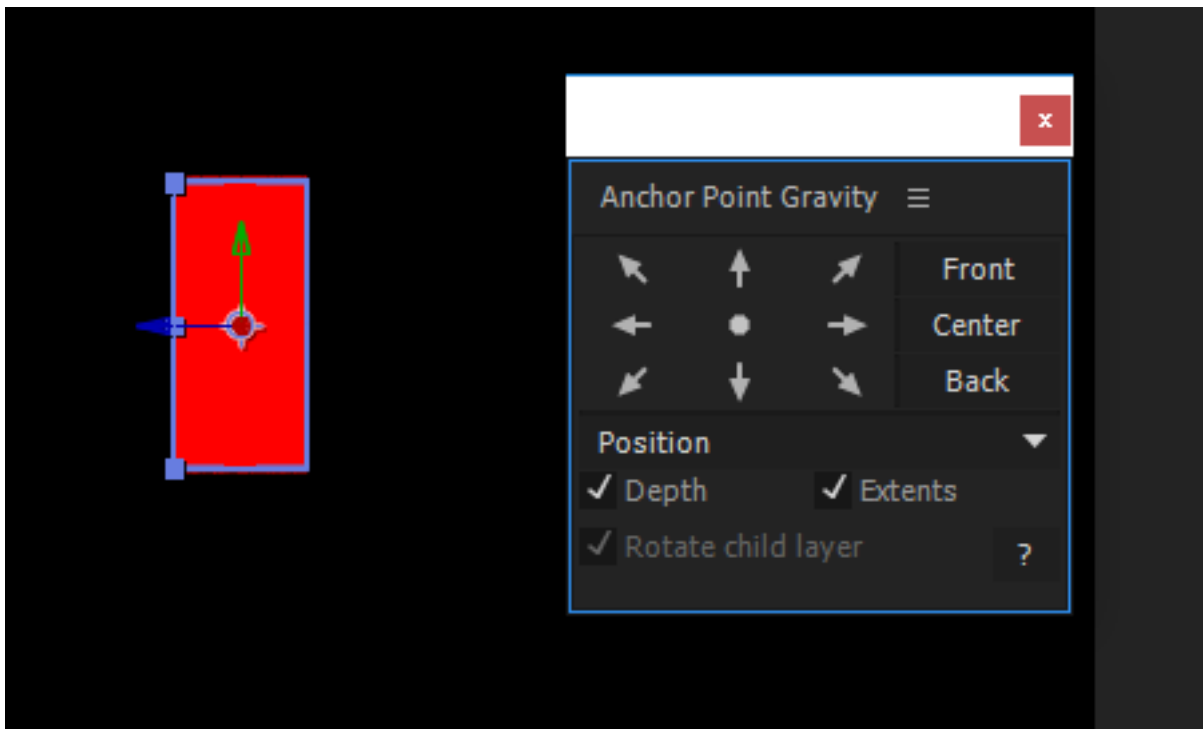 x
Anchor Point Gravity
Front
Center
Back
Position
Depth Extents
Rotate child layer ?